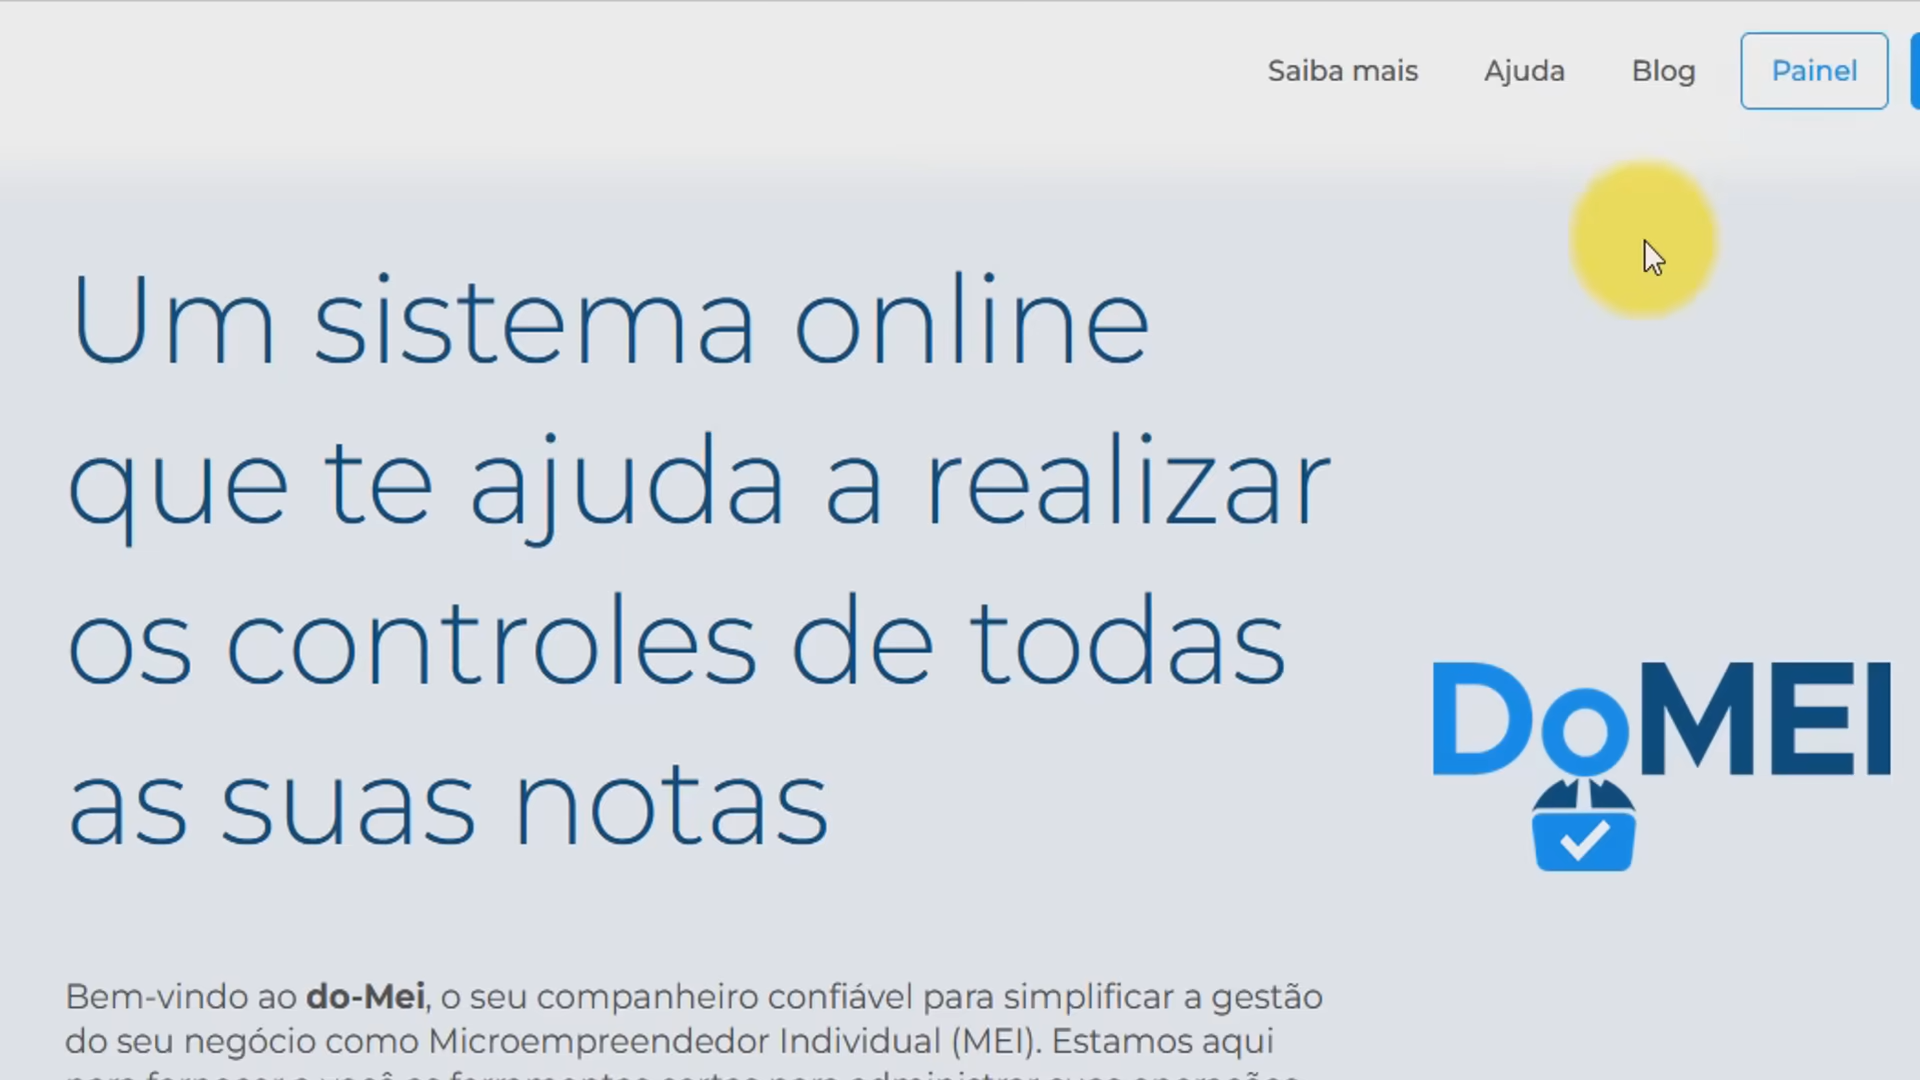 Saiba mais Ajuda Blog Painel
Um sistema online
que te ajuda a realizar
os controles de todas
as suas notas
DoMEI
Bem-vindo ao do-Mei, o seu companheiro confiável para simplificar a gestão
do seu negócio como Microempreendedor Individual (MEI). Estamos aqui